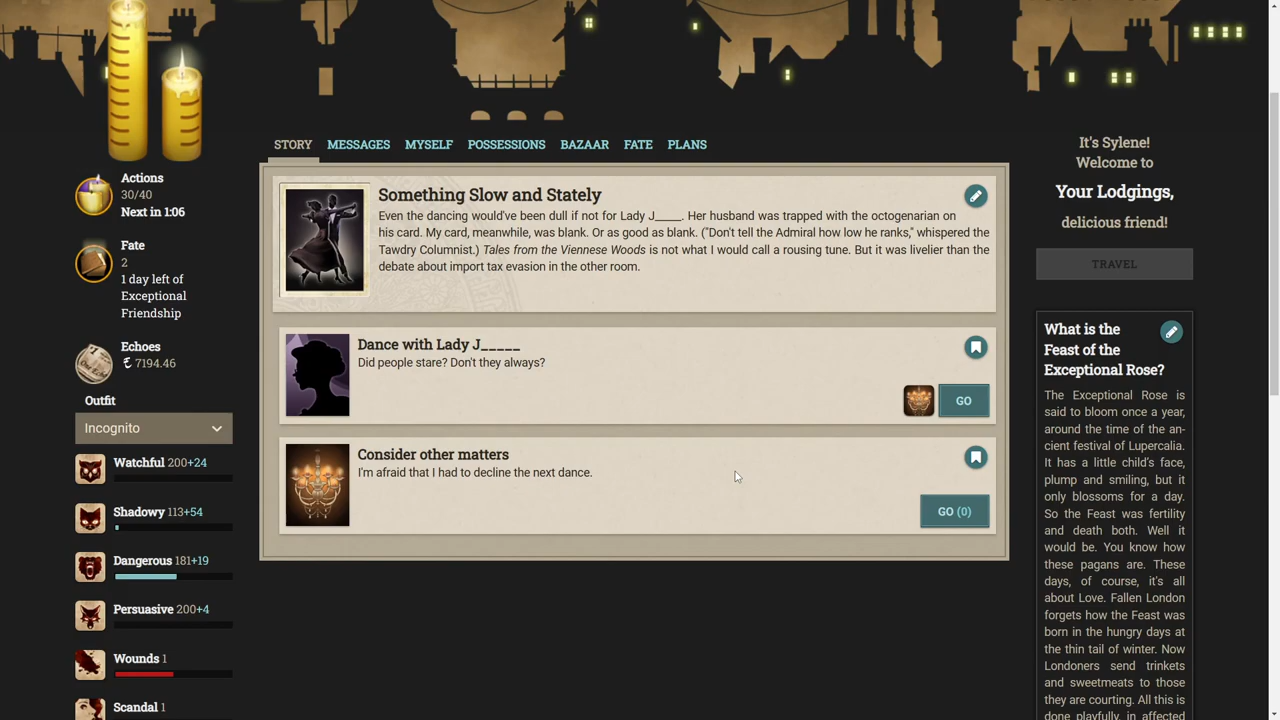 STORY MESSAGES MYSELF POSSESSIONS BAZAAR FATE PLANS
Actions
30/40
Next in 1:06
Fate
2
1 day left of
Exceptional
Friendship
Echoes
7194.46
Outfit
Incognito
Watchful 200+24
Shadowy 113+54
Dangerous 181+19
Persuasive 200+4
Wounds 1
Scandal 1
Something Slow and Stately
Even the dancing would've been dull if not for Lady J____. Her husband was trapped with the octogenarian on
his card. My card, meanwhile, was blank. Or as good as blank. ("Don't tell the Admiral how low he ranks," whispered the
Tawdry Columnist.) Tales from the Viennese Woods is not what I would call a rousing tune. But it was livelier than the
debate about import tax evasion in the other room.
Dance with Lady J_____
Did people stare? Don't they always?
GO
Consider other matters
I'm afraid that I had to decline the next dance.
GO (0)
It's Sylene!
Welcome to
Your Lodgings,
delicious friend!
TRAVEL
What is the
Feast of the
Exceptional Rose?
The Exceptional Rose is
said to bloom once a year,
around the time of the an-
cient festival of Lupercalia.
It has a little child's face,
plump and smiling, but it
only blossoms for a day.
So the Feast was fertility
and death both. Well it
would be. You know how
these pagans are. These
days, of course, it's all
about Love. Fallen London
forgets how the Feast was
born in the hungry days at
the thin tail of winter. Now
Londoners send trinkets
and sweetmeats to those
they are courting. All this is
done playfully, in affected